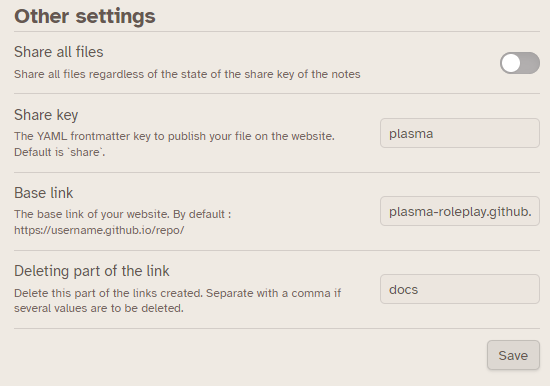 Other settings
Share all files
Share all files regardless of the state of the share key of the notes
Share key
The YAML frontmatter key to publish your file on the website.
Default is `share`.
plasma
Base link
The base link of your website. By default :
https://username.github.io/repo/
plasma-roleplay.github.
Deleting part of the link
Delete this part of the links created. Separate with a comma if
several values are to be deleted.
docs
Save